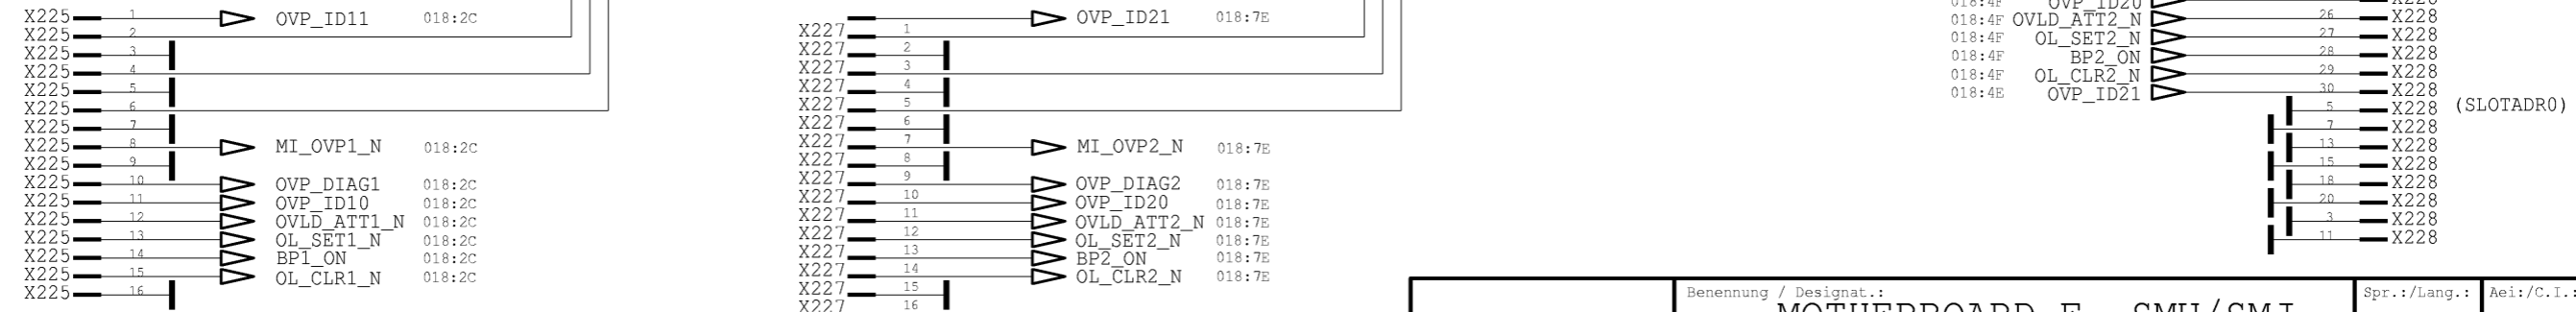 X225 1 OVP_ID11 018:2C
X225 2
X225 3
X225 4
X225 5
X225 6
X225 7
X225 8 MI_OVP1_N 018:2C
X225 9
X225 10 OVP_DIAG1 018:2C
X225 11 OVP_ID10 018:2C
X225 12 OVLD_ATT1_N 018:2C
X225 13 OL_SET1_N 018:2C
X225 14 BP1_ON 018:2C
X225 15 OL_CLR1_N 018:2C
X225 16
OVP_ID21 018:7E
X227 1
X227 2
X227 3
X227 4
X227 5
X227 6
X227 7 MI_OVP2_N 018:7E
X227 8
X227 9 OVP_DIAG2 018:7E
X227 10 OVP_ID20 018:7E
X227 11 OVLD_ATT2_N 018:7E
X227 12 OL_SET2_N 018:7E
X227 13 BP2_ON 018:7E
X227 14 OL_CLR2_N 018:7E
X227 15
X227 16
018:4F OVP_ID20 X228
018:4F OVLD_ATT2_N 26 X228
018:4F OL_SET2_N 27 X228
018:4F BP2_ON 28 X228
018:4F OL_CLR2_N 29 X228
018:4E OVP_ID21 30 X228
5 X228 (SLOTADR0)
7 X228
13 X228
15 X228
18 X228
20 X228
3 X228
11 X228
Benennung / Designat.:
MOTHERBOARD F. SMU/SMJ
Spr.:/Lang.:
Aei:/C.I.: